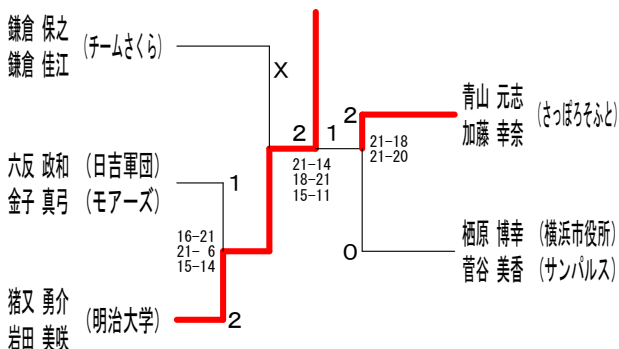 鎌倉 保之
鎌倉 佳江
(チームさくら)
X
六反 政和 (日吉軍団)
金子 真弓 (モアーズ)
1
16-21
21- 6
15-14
猪又 勇介
岩田 美咲
(明治大学)
2
2
1
21-14
18-21
15-11
2
21-18
21-20
青山 元志
加藤 幸奈
(さっぽろそふと)
0
栖原 博幸 (横浜市役所)
菅谷 美香 (サンパルス)